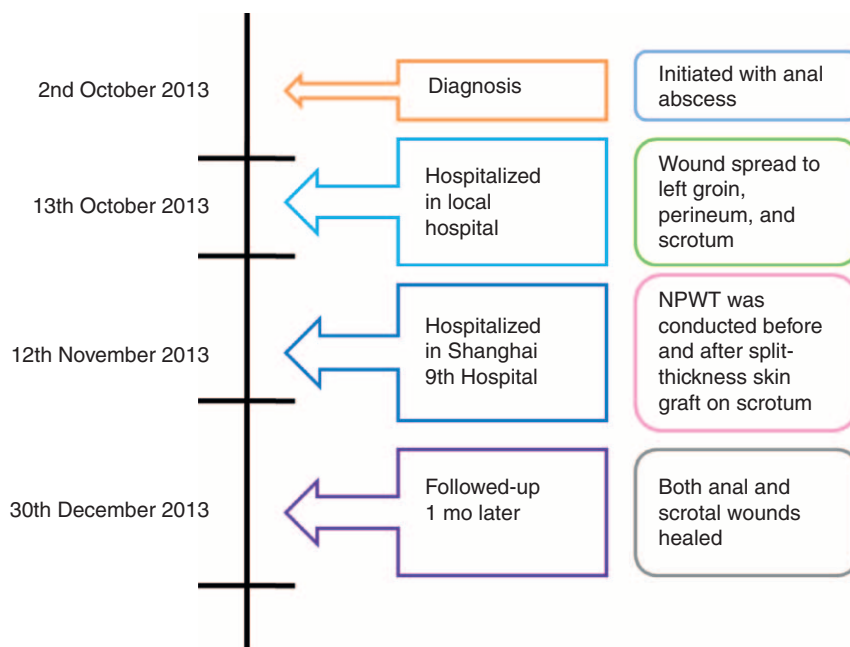 2nd October 2013
Diagnosis
Initiated with anal
abscess
13th October 2013
Hospitalized
in local
hospital
Wound spread to
left groin,
perineum, and
scrotum
12th November 2013
Hospitalized
in Shanghai
9th Hospital
NPWT was
conducted before
and after split-
thickness skin
graft on scrotum
30th December 2013
Followed-up
1 mo later
Both anal and
scrotal wounds
healed